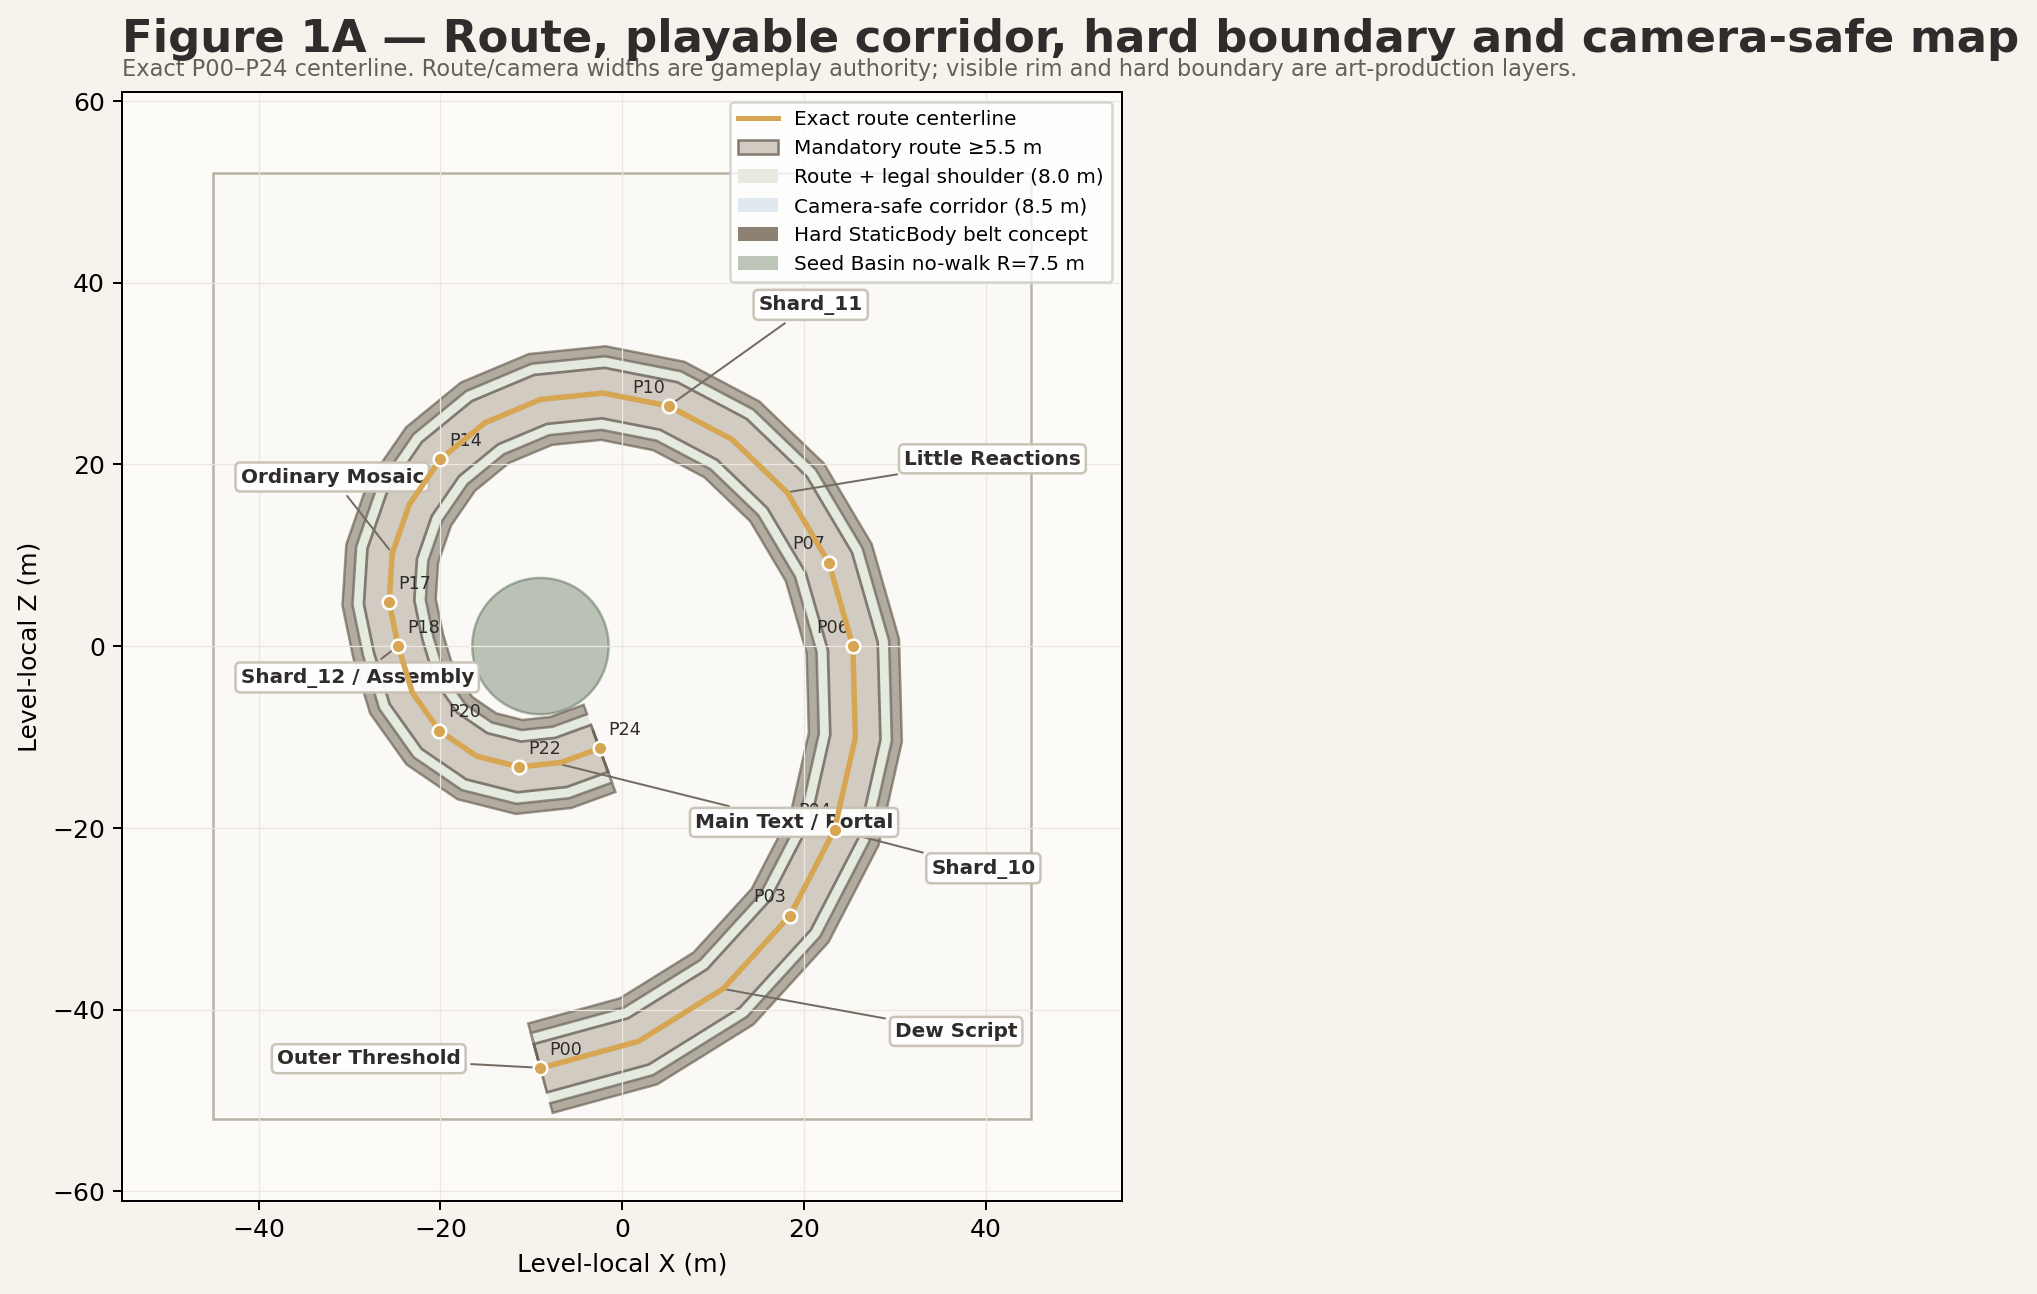 Figure 1A — Route, playable corridor, hard boundary and camera-safe map
Exact P00–P24 centerline. Route/camera widths are gameplay authority; visible rim and hard boundary are art-production layers.
60
Exact route centerline
Mandatory route ≥5.5 m
Route + legal shoulder (8.0 m)
Camera-safe corridor (8.5 m)
Hard StaticBody belt concept
Seed Basin no-walk R=7.5 m
40
Shard_11
P10
P14
Little Reactions
20
Ordinary Mosaic
P07
P17
P18
P06
0
Shard_12 / Assembly
P20
P24
P22
P04
Main Text / Portal
−20
Shard_10
P03
Dew Script
−40
P00
Outer Threshold
−60
−40
−20
0
20
40
Level-local X (m)
Level-local Z (m)